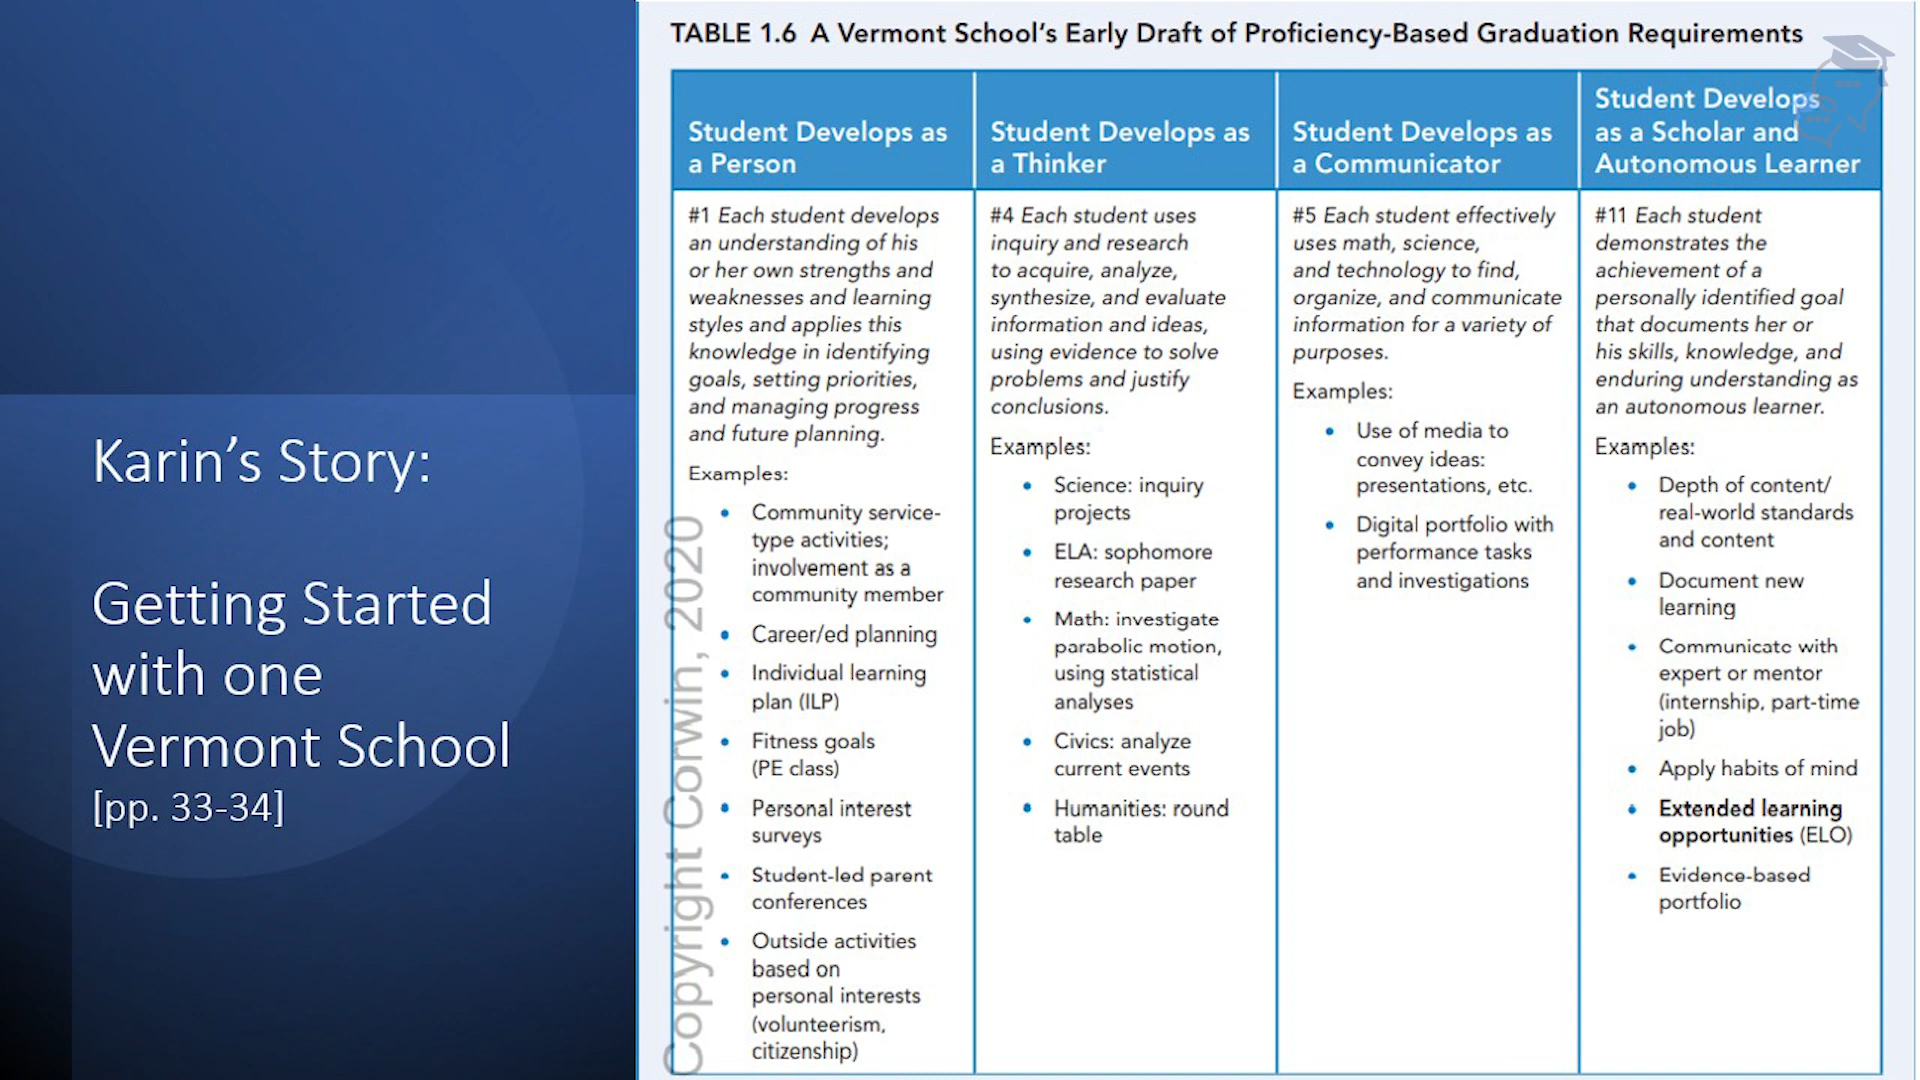 Karin’s Story:
Getting Started
with one
Vermont School
[pp. 33-34]
TABLE 1.6 A Vermont School’s Early Draft of Proficiency-Based Graduation Requirements
Student Develops as
a Person
#1 Each student develops
an understanding of his
or her own strengths and
weaknesses and learning
styles and applies this
knowledge in identifying
goals, setting priorities,
and managing progress
and future planning.
Examples:
• Community service-
type activities;
involvement as a
community member
• Career/ed planning
• Individual learning
plan (ILP)
• Fitness goals
(PE class)
• Personal interest
surveys
• Student-led parent
conferences
• Outside activities
based on
personal interests
(volunteerism,
citizenship)
Student Develops as
a Thinker
#4 Each student uses
inquiry and research
to acquire, analyze,
synthesize, and evaluate
information and ideas,
using evidence to solve
problems and justify
conclusions.
Examples:
• Science: inquiry
projects
• ELA: sophomore
research paper
• Math: investigate
parabolic motion,
using statistical
analyses
• Civics: analyze
current events
• Humanities: round
table
Student Develops as
a Communicator
#5 Each student effectively
uses math, science,
and technology to find,
organize, and communicate
information for a variety of
purposes.
Examples:
• Use of media to
convey ideas:
presentations, etc.
• Digital portfolio with
performance tasks
and investigations
Student Develops
as a Scholar and
Autonomous Learner
#11 Each student
demonstrates the
achievement of a
personally identified goal
that documents her or
his skills, knowledge, and
enduring understanding as
an autonomous learner.
Examples:
• Depth of content/
real-world standards
and content
• Document new
learning
• Communicate with
expert or mentor
(internship, part-time
job)
• Apply habits of mind
• Extended learning
opportunities (ELO)
• Evidence-based
portfolio
Copyright Corwin, 2020